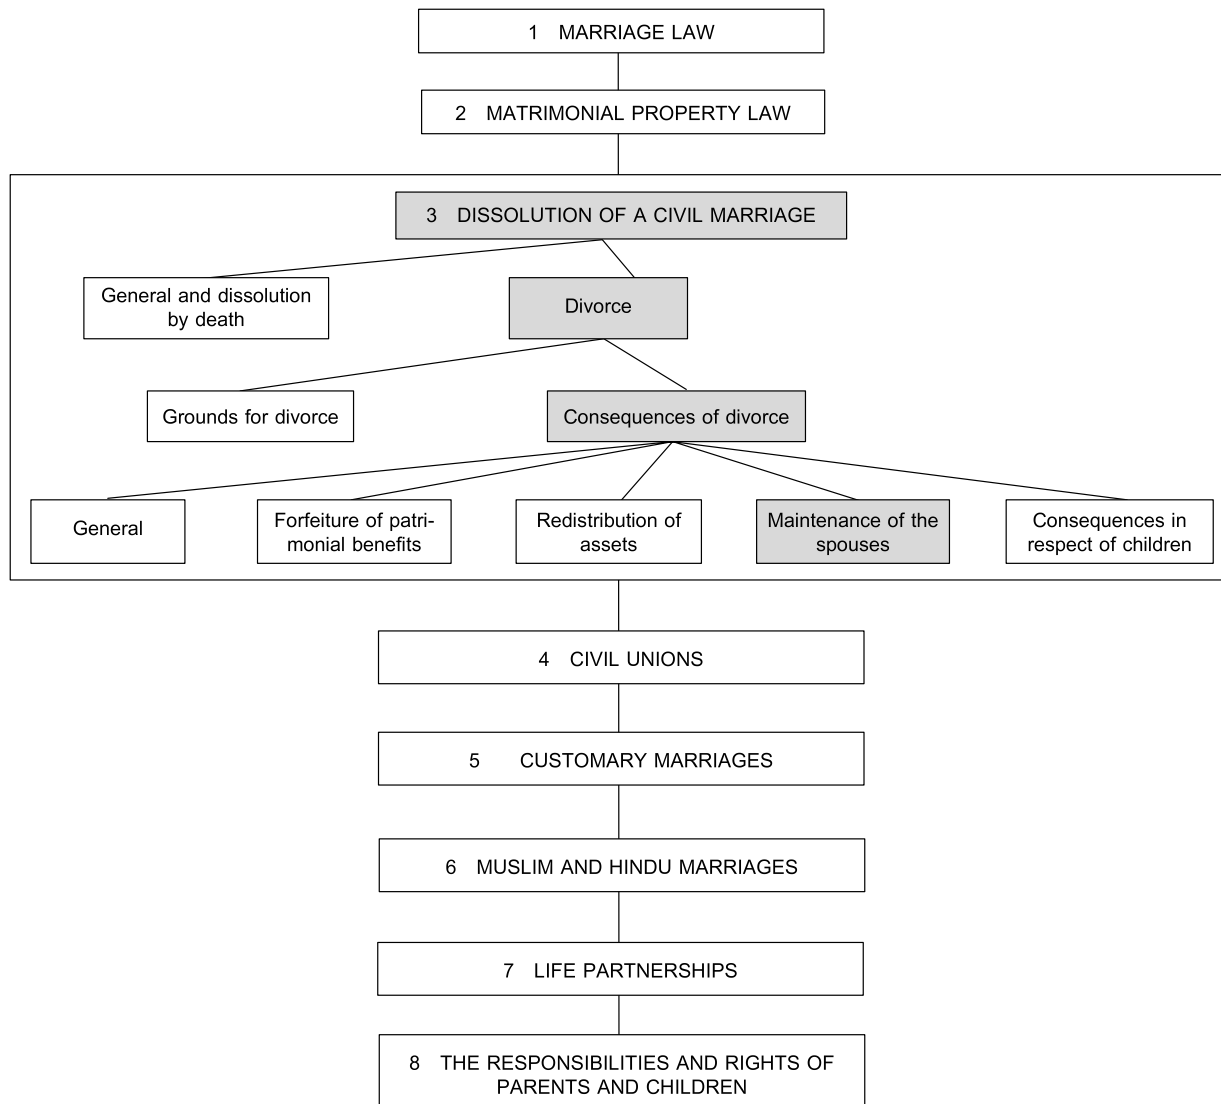 1 MARRIAGE LAW
2 MATRIMONIAL PROPERTY LAW
3 DISSOLUTION OF A CIVIL MARRIAGE
General and dissolution
by death
Divorce
Grounds for divorce
Consequences of divorce
General
Forfeiture of patri-
monial benefits
Redistribution of
assets
Maintenance of the
spouses
Consequences in
respect of children
4 CIVIL UNIONS
5 CUSTOMARY MARRIAGES
6 MUSLIM AND HINDU MARRIAGES
7 LIFE PARTNERSHIPS
8 THE RESPONSIBILITIES AND RIGHTS OF
PARENTS AND CHILDREN